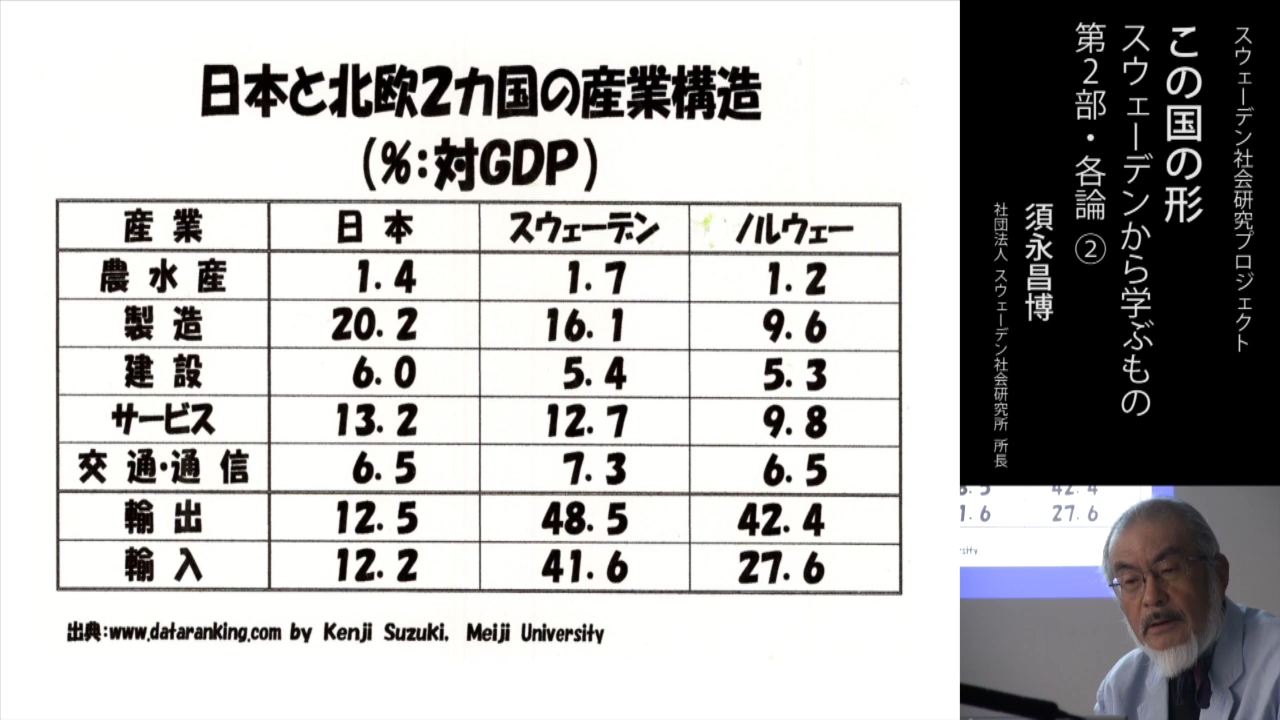 日本と北欧2カ国の産業構造
(%:対GDP)
産業 日本 スウェーデン ノルウェー
農水産 1.4 1.7 1.2
製造 20.2 16.1 9.6
建設 6.0 5.4 5.3
サービス 13.2 12.7 9.8
交通・通信 6.5 7.3 6.5
輸出 12.5 48.5 42.4
輸入 12.2 41.6 27.6
出典:www.dataranking.com by Kenji Suzuki. Meiji University
スウェーデン社会研究プロジェクト
この国の形
スウェーデンから学ぶもの
第2部・各論②
須永昌博
社団法人 スウェーデン社会研究所 所長
42.4
1.6 27.6